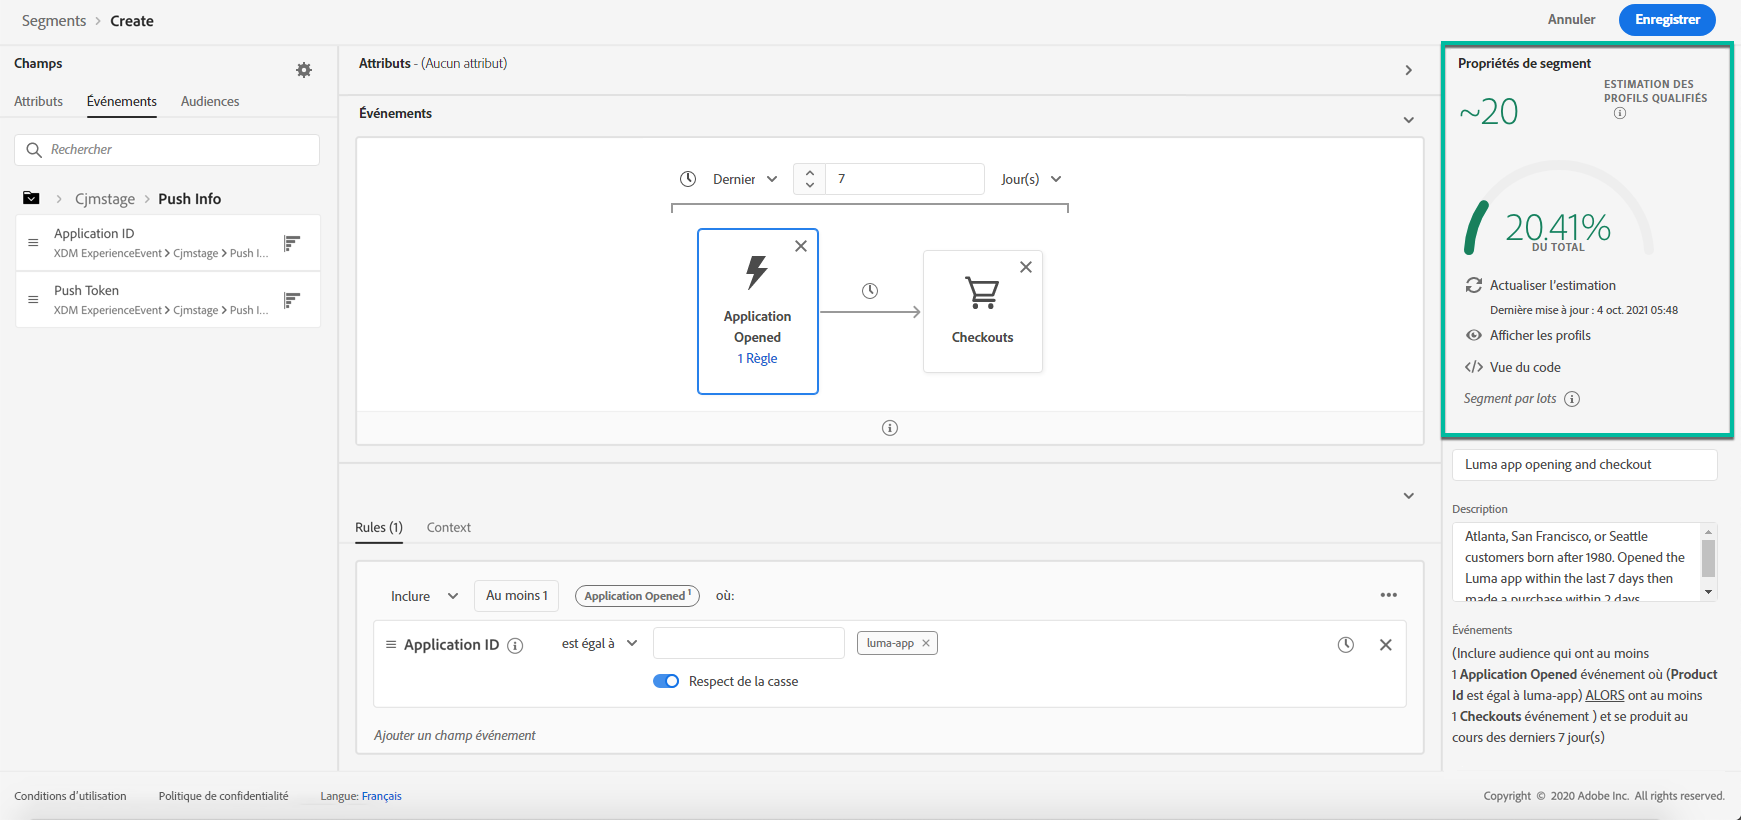 Segments > Create
Annuler
Enregistrer
Champs
Attributs
Événements
Audiences
Rechercher
Cjmstage > Push Info
Application ID
XDM ExperienceEvent > Cjmstage > Push I...
Push Token
XDM ExperienceEvent > Cjmstage > Push I...
Attributs - (Aucun attribut)
Événements
Dernier
7
Jour(s)
Application
Opened
1 Règle
Checkouts
Rules (1)
Context
Inclure
Au moins 1
Application Opened 1
où:
Application ID
est égal à
luma-app
Respect de la casse
Ajouter un champ événement
Propriétés de segment
~20
ESTIMATION DES
PROFILS QUALIFIÉS
20.41%
DU TOTAL
Actualiser l'estimation
Dernière mise à jour : 4 oct. 2021 05:48
Afficher les profils
</> Vue du code
Segment par lots
Luma app opening and checkout
Description
Atlanta, San Francisco, or Seattle
customers born after 1980. Opened the
Luma app within the last 7 days then
made a purchase within 2 days
Événements
(Inclure audience qui ont au moins
1 Application Opened événement où (Product
Id est égal à luma-app) ALORS ont au moins
1 Checkouts événement ) et se produit au
cours des derniers 7 jour(s)
Conditions d'utilisation
Politique de confidentialité
Langue: Français
Copyright © 2020 Adobe Inc. All rights reserved.